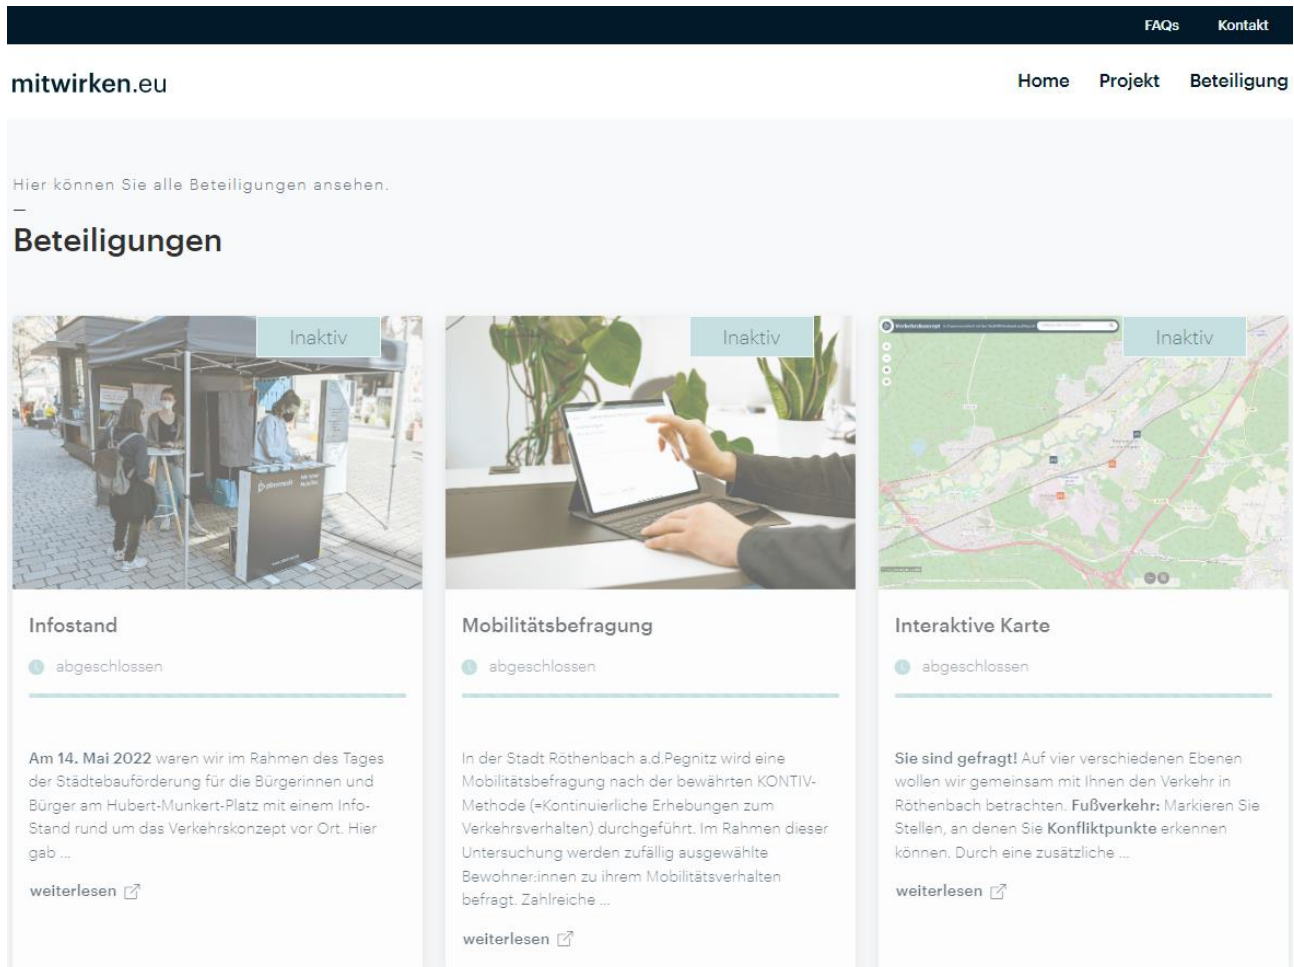 FAQs Kontakt
mitwirken.eu
Home Projekt Beteiligung
Hier können Sie alle Beteiligungen ansehen.
Beteiligungen
Inaktiv
Infostand
abgeschlossen
Am 14. Mai 2022 waren wir im Rahmen des Tages
der Städtebauförderung für die Bürgerinnen und
Bürger am Hubert-Munkert-Platz mit einem Info-
Stand rund um das Verkehrskonzept vor Ort. Hier
gab ...
weiterlesen
Inaktiv
Mobilitätsbefragung
abgeschlossen
In der Stadt Röthenbach a.d.Pegnitz wird eine
Mobilitätsbefragung nach der bewährten KONTIV-
Methode (=Kontinuierliche Erhebungen zum
Verkehrsverhalten) durchgeführt. Im Rahmen dieser
Untersuchung werden zufällig ausgewählte
Bewohner:innen zu ihrem Mobilitätsverhalten
befragt. Zahlreiche ...
weiterlesen
Verkehrskonzept
Inaktiv
Interaktive Karte
abgeschlossen
Sie sind gefragt! Auf vier verschiedenen Ebenen
wollen wir gemeinsam mit Ihnen den Verkehr in
Röthenbach betrachten. Fußverkehr: Markieren Sie
Stellen, an denen Sie Konfliktpunkte erkennen
können. Durch eine zusätzliche ...
weiterlesen